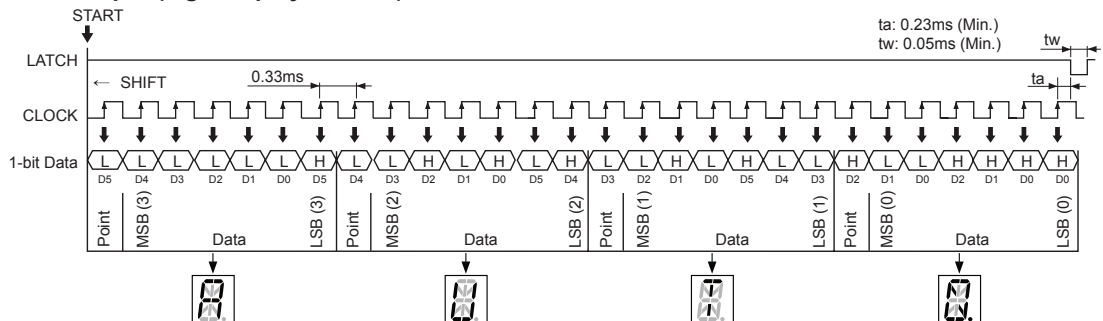 START
ta: 0.23ms (Min.)
tw: 0.05ms (Min.)
tw
LATCH
← SHIFT
0.33ms
ta
CLOCK
1-bit Data L L L L L L H L L H L H L H L L H L H L L H L L H H H H
D5 D4 D3 D2 D1 D0 D5 D4 D3 D2 D1 D0 D5 D4 D3 D2 D1 D0 D5 D4 D3 D2 D1 D0 D2 D1 D0 D0
Point MSB (3) Data LSB (3) Point MSB (2) Data LSB (2) Point MSB (1) Data LSB (1) Point MSB (0) Data LSB (0)